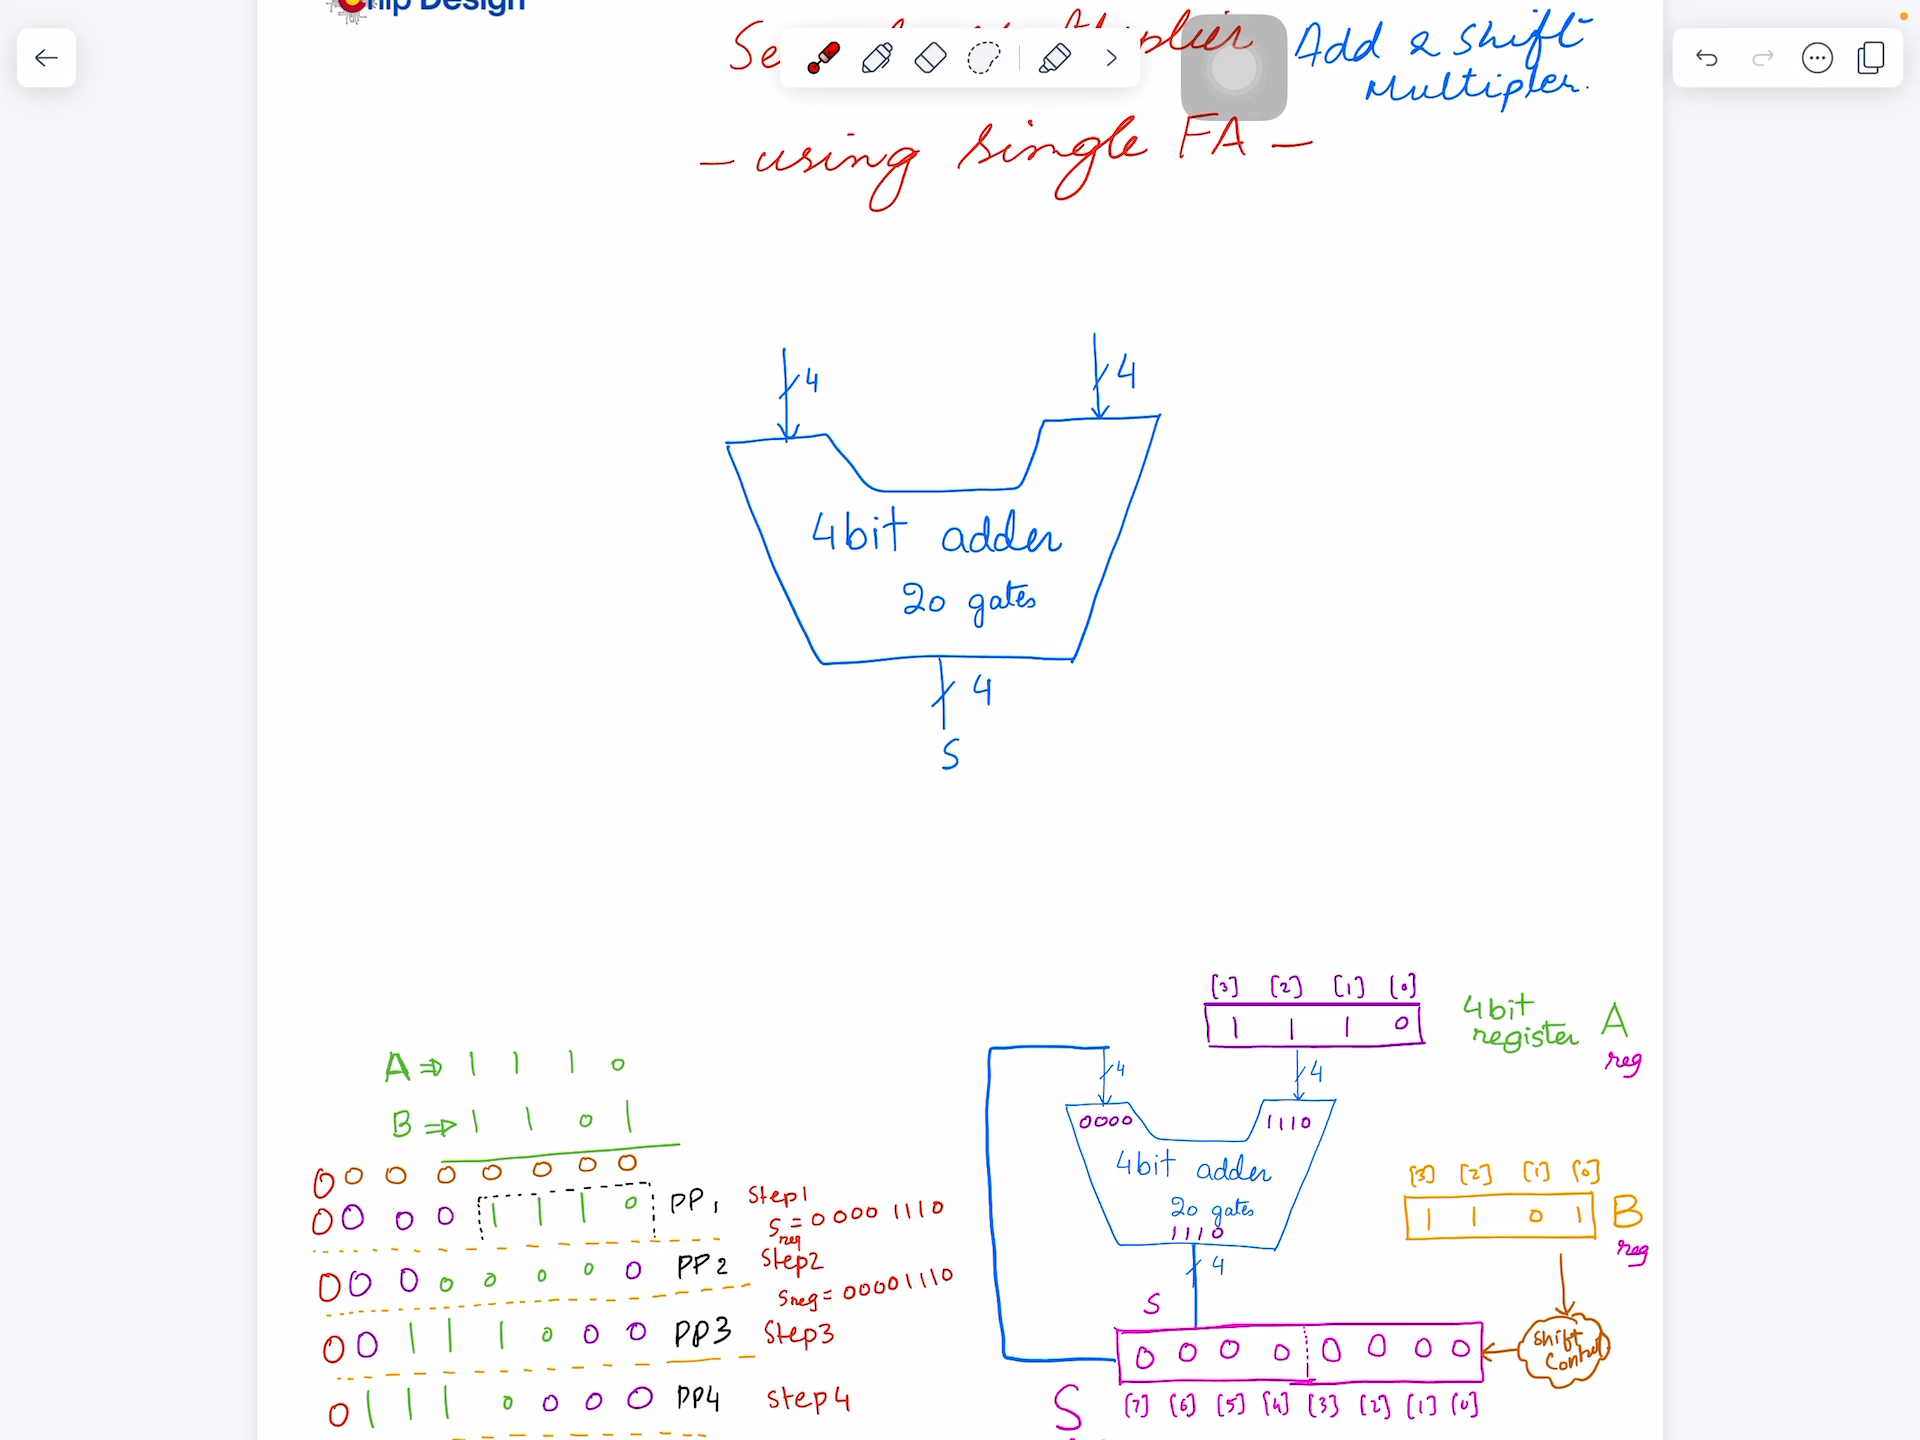 Chip Design
Add & Shift
Multiplier.
- using single FA -
4 4
4bit adder
20 gates
4
S
[3] [2] [1] [0]
1 1 1 0
4bit
register A
reg
A ⇒ 1 1 1 0
B ⇒ 1 1 0 1
0 0 0 0 0 0 0 0
0 0 0 0 1 1 1 0 PP1 Step1
S = 0000 1110
reg
0 0 0 0 0 0 0 0 PP2 Step2
Sreg = 00001110
0 0 1 1 1 0 0 0 PP3 Step3
0 1 1 1 0 0 0 0 PP4 Step4
4 4
0000 1110
4bit adder
20 gates
1110
4
S
[3] [2] [1] [0]
1 1 0 1 B
reg
Shift
Control
0 0 0 0 0 0 0 0
S [7] [6] [5] [4] [3] [2] [1] [0]